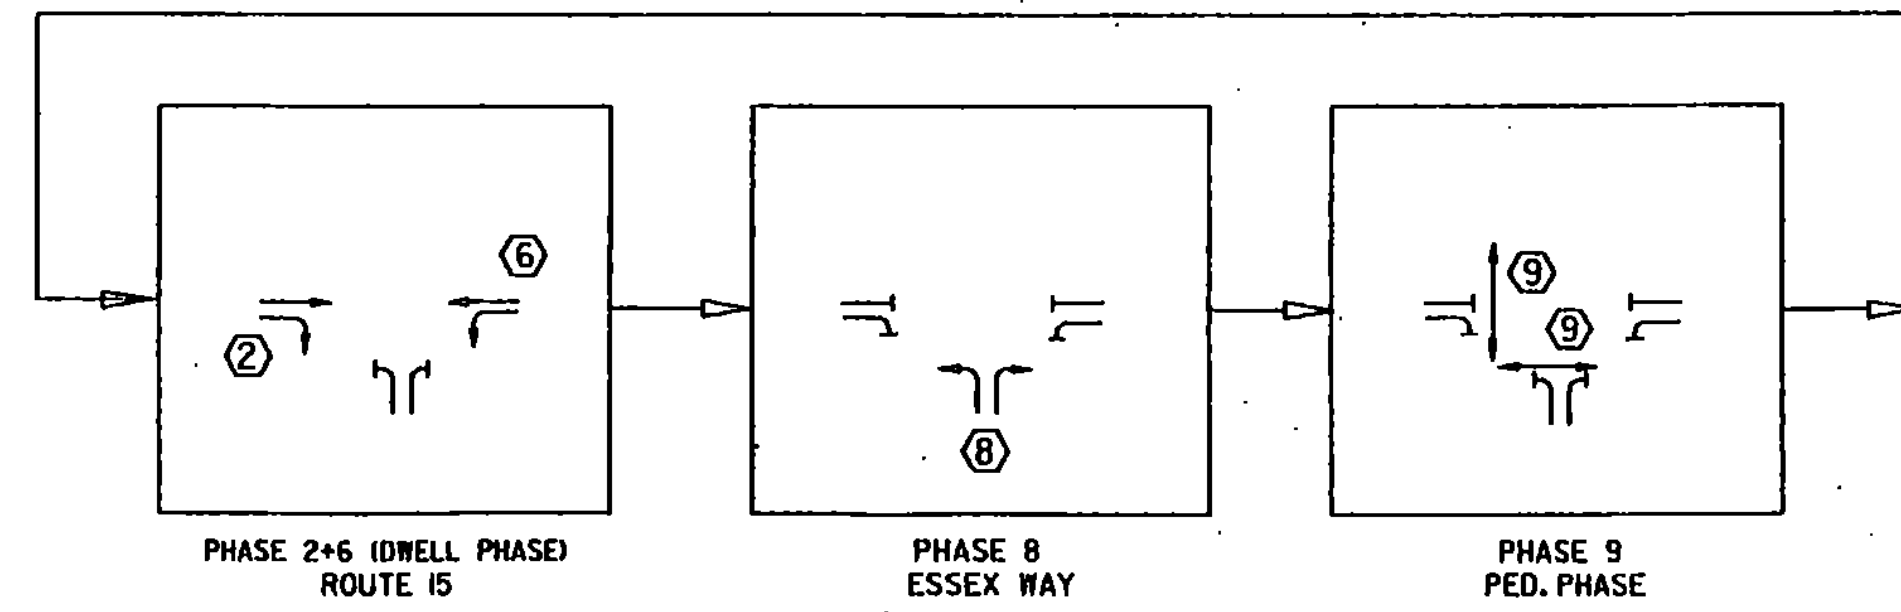 6
2
PHASE 2+6 (DWELL PHASE)
ROUTE 15
8
PHASE 8
ESSEX WAY
9
9
PHASE 9
PED. PHASE